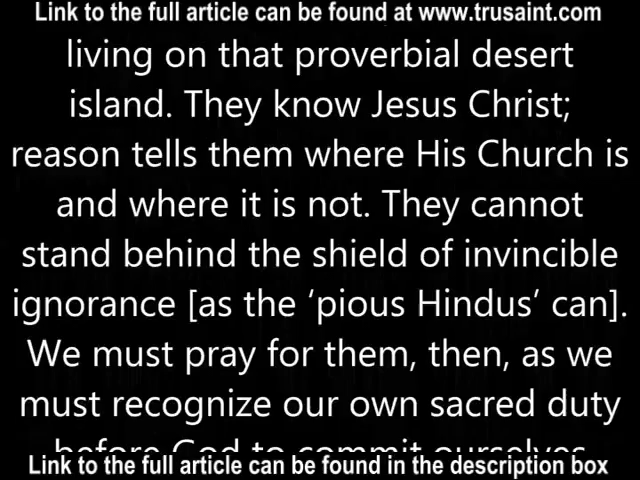 Link to the full article can be found at www.trusaint.com
living on that proverbial desert
island. They know Jesus Christ;
reason tells them where His Church is
and where it is not. They cannot
stand behind the shield of invincible
ignorance [as the ‘pious Hindus’ can].
We must pray for them, then, as we
must recognize our own sacred duty
before God to commit ourselves
Link to the full article can be found in the description box